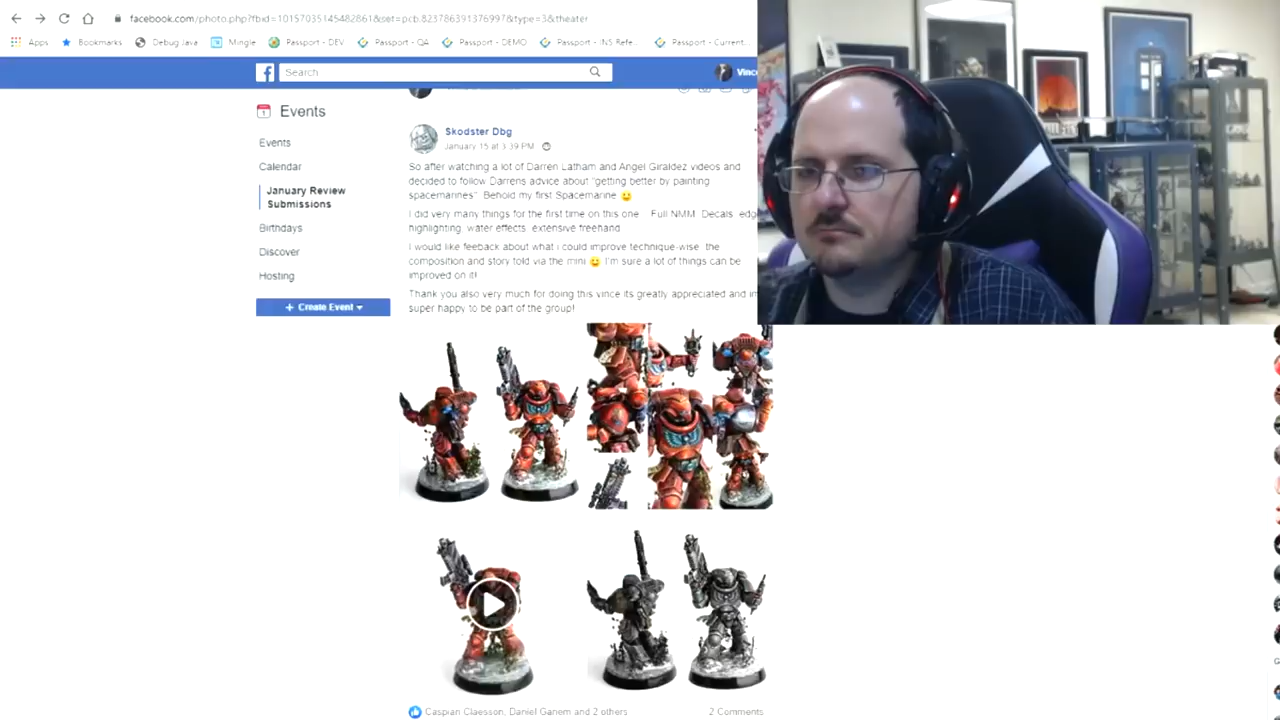 facebook.com/photo.php?fbid=10157035145482861&set=pcb.823786391376997&type=3&theater
Apps Bookmarks Debug Java Mingle Passport - DEV Passport - QA Passport - DEMO Passport - INS Refe... Passport - Current...
Search
Vinc
Events
Events
Calendar
January Review
Submissions
Birthdays
Discover
Hosting
+ Create Event
Skodster Dbg
January 15 at 3:39 PM
So after watching a lot of Darren Latham and Angel Giraldez videos and
decided to follow Darrens advice about "getting better by painting
spacemarines" Behold my first Spacemarine
I did very many things for the first time on this one Full NMM Decals edg
highlighting water effects extensive freehand
I would like feeback about what i could improve technique-wise the
composition and story told via the mini I'm sure a lot of things can be
improved on it!
Thank you also very much for doing this vince its greatly appreciated and im
super happy to be part of the group!
Caspian Claesson, Daniel Ganem and 2 others
2 Comments